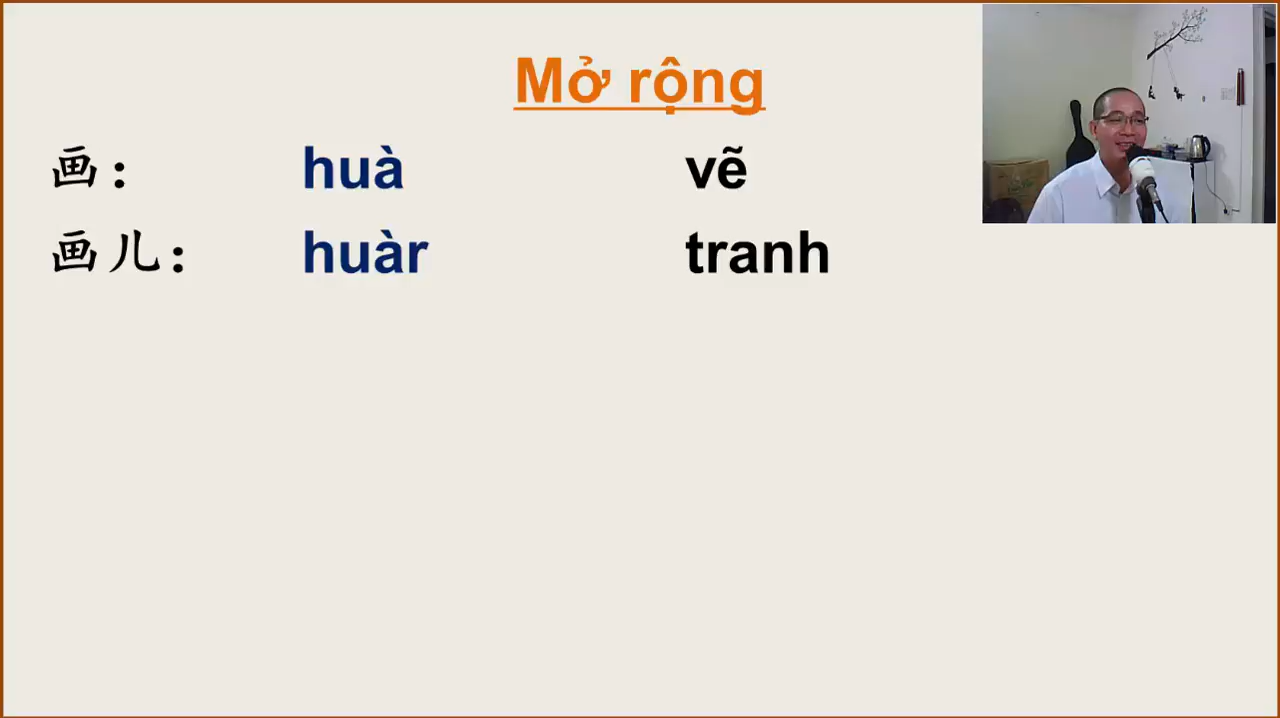 Mở rộng
画： huà vẽ
画儿： huàr tranh